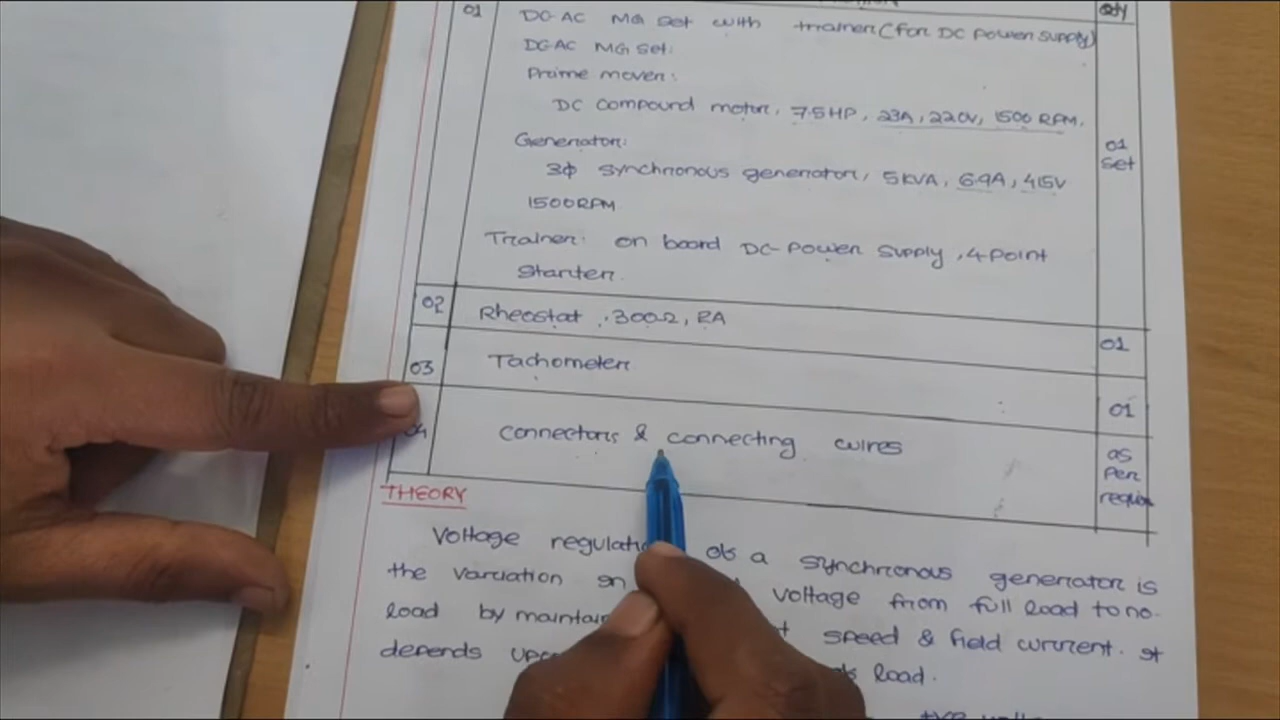 Qty
01 DC-AC MG set with trainer (for DC power supply)
DC-AC MG set:
Prime mover:
DC compound motor, 7.5HP, 23A, 220V, 1500 RPM.
Generator:
01 set
3φ synchronous generator, 5KVA, 6.9A, 415V
1500RPM
Trainer: on board DC-Power supply, 4 Point
Starter.
02 Rheostat, 300Ω, 2A 01
03 Tachometer 01
04 Connectors & connecting wires as per
THEORY
Voltage of a synchronous generator is
the variation in voltage from full load to no.
load by speed & field current. It
depends load.